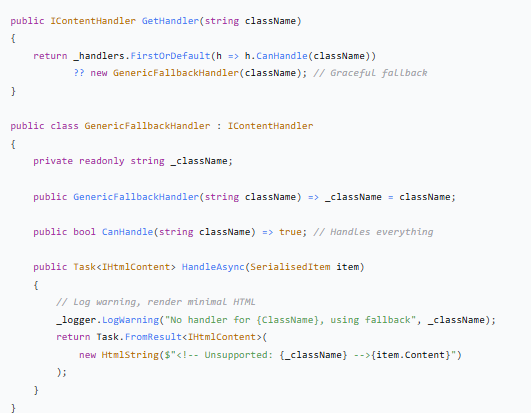 public IContentHandler GetHandler(string className)
{
    return _handlers.FirstOrDefault(h => h.CanHandle(className))
           ?? new GenericFallbackHandler(className); // Graceful fallback
}

public class GenericFallbackHandler : IContentHandler
{
    private readonly string _className;

    public GenericFallbackHandler(string className) => _className = className;

    public bool CanHandle(string className) => true; // Handles everything

    public Task<IHtmlContent> HandleAsync(SerialisedItem item)
    {
        // Log warning, render minimal HTML
        _logger.LogWarning("No handler for {ClassName}, using fallback", _className);
        return Task.FromResult<IHtmlContent>(
            new HtmlString($"<!-- Unsupported: {_className} -->{item.Content}")
        );
    }
}